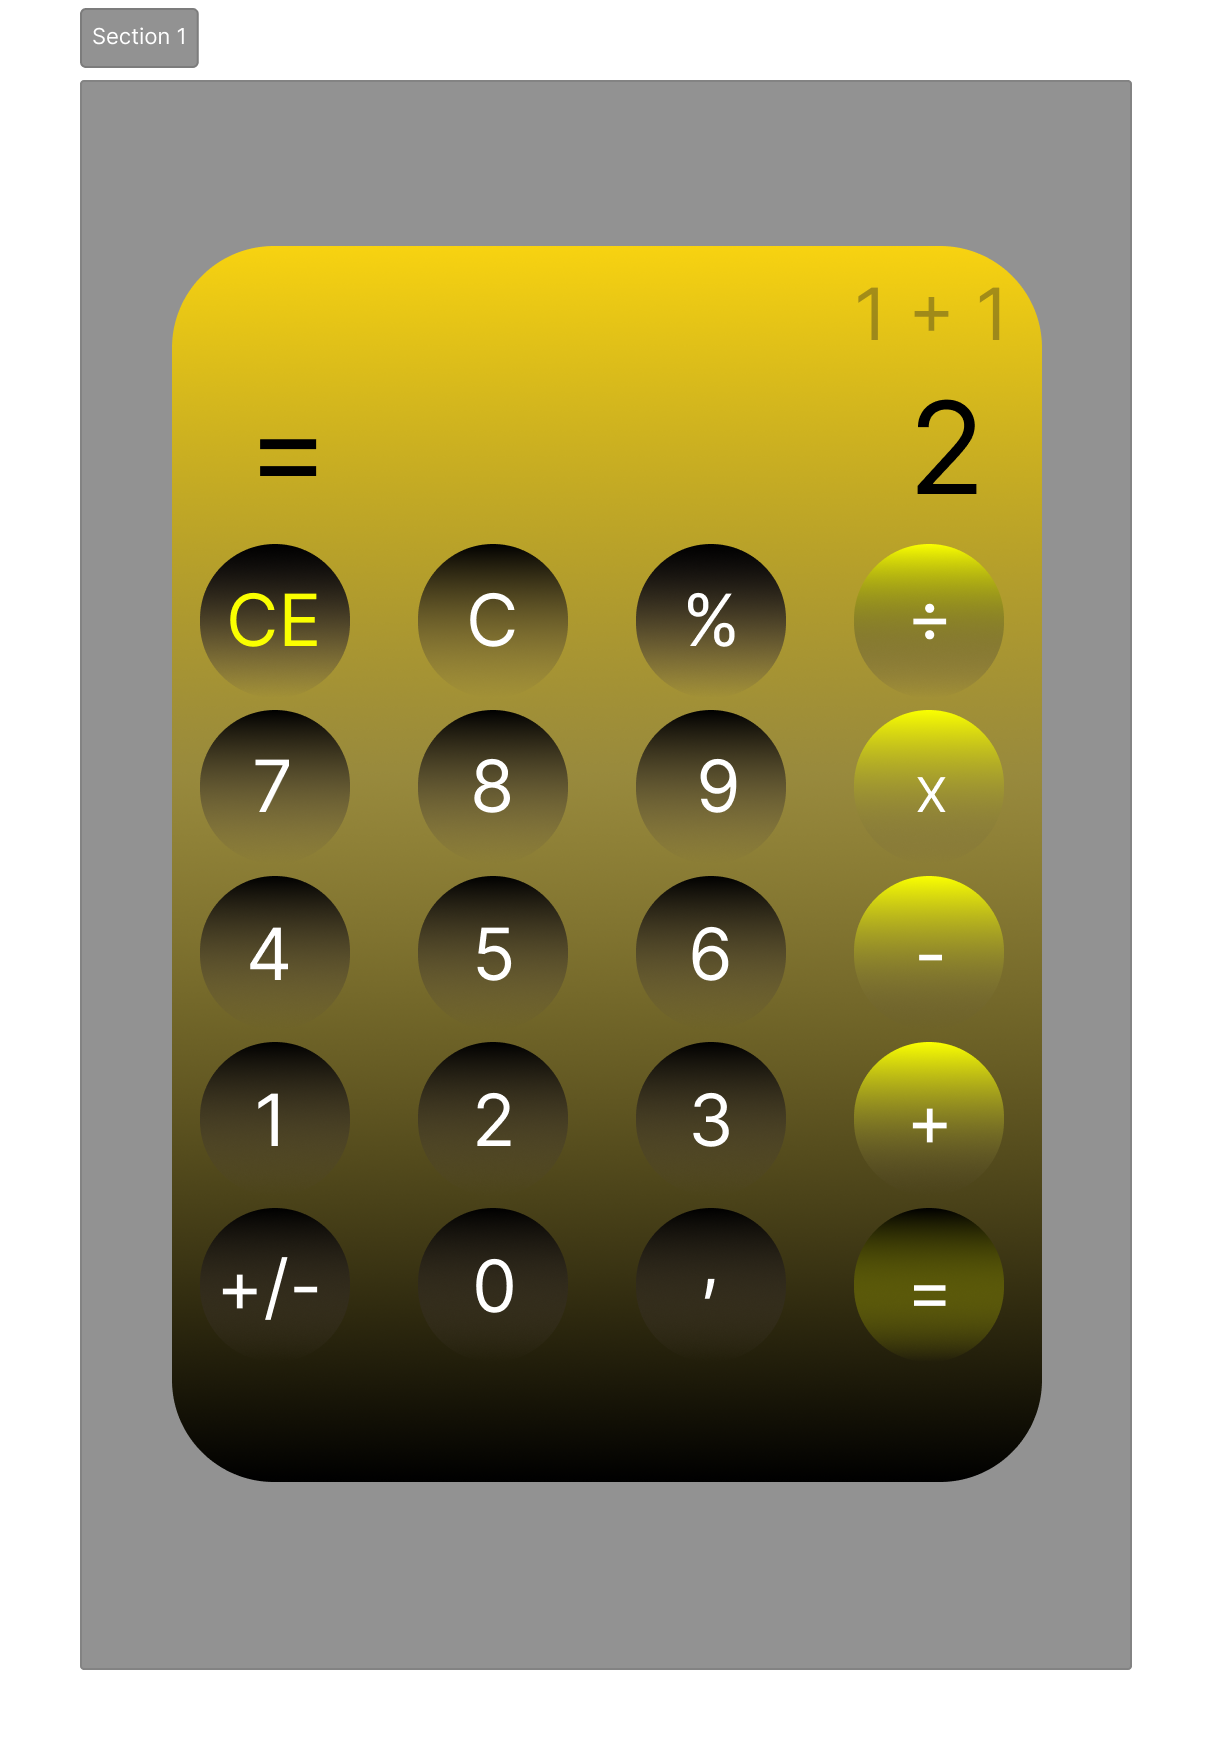 Section 1
1 + 1
= 2
CE C % ÷
7 8 9 x
4 5 6 -
1 2 3 +
+/- 0 , =